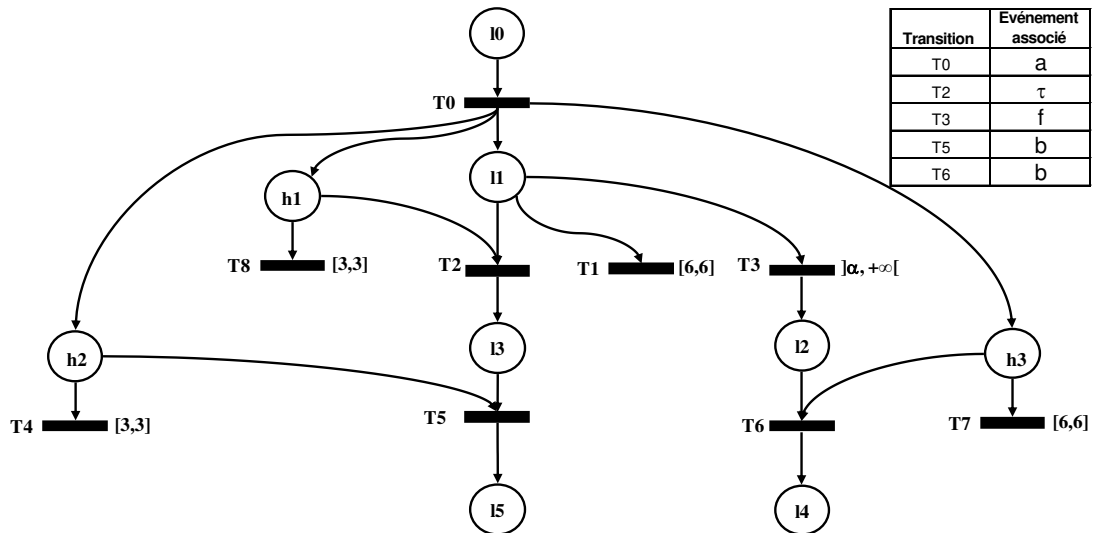 l0
Evénement
associé
Transition
T0 a
T2 τ
T3 f
T5 b
T6 b
T0
h1
l1
T8 [3,3]
T2
T1 [6,6]
T3 ]α, +∞[
h2
l3
l2
h3
T4 [3,3]
T5
T6
T7 [6,6]
l5
l4